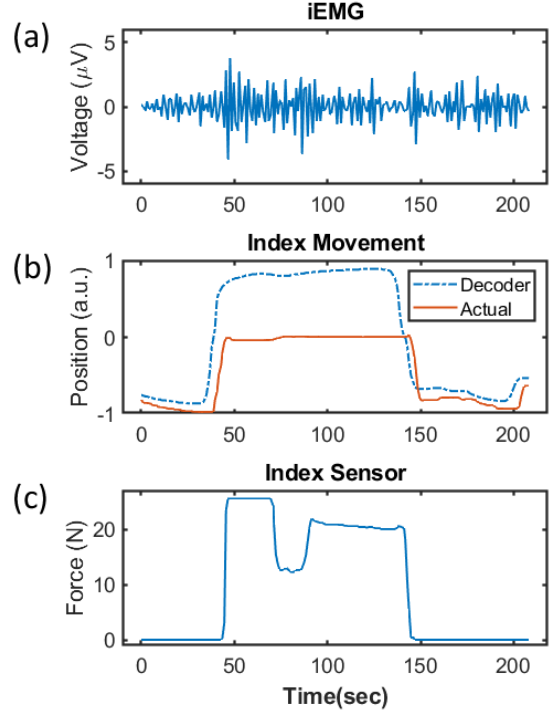 (a)
iEMG
Voltage (μV)
5
0
-5
0
50
100
150
200
(b)
Index Movement
Position (a.u.)
1
0
-1
Decoder
Actual
0
50
100
150
200
(c)
Index Sensor
Force (N)
20
10
0
0
50
100
150
200
Time(sec)